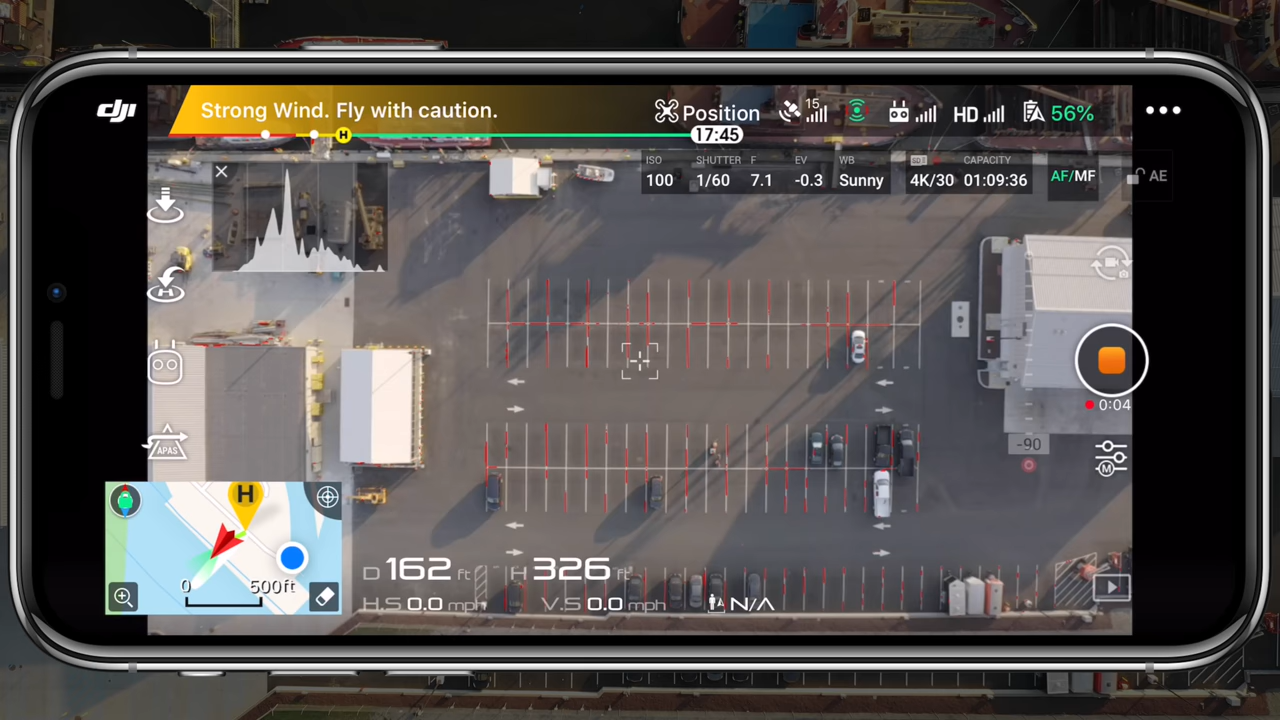 dji
Strong Wind. Fly with caution.
Position
15
HD
56%
H
17:45
ISO SHUTTER F EV WB
100 1/60 7.1 -0.3 Sunny
SD CAPACITY
4K/30 01:09:36
AF/MF
AE
0:04
-90
M
APAS
H
0 500ft
D 162 ft H 326 ft
H.S 0.0 mph V.S 0.0 mph N/A